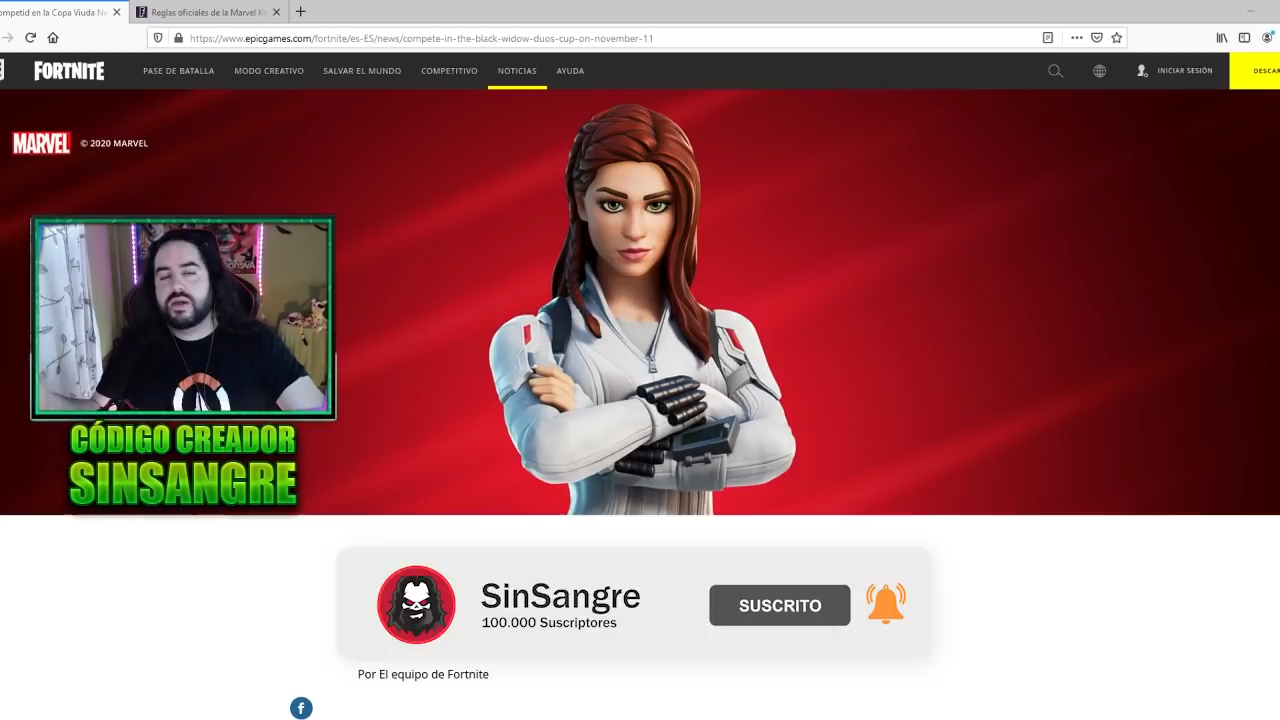 ompetid en la Copa Viuda Ne
Reglas oficiales de la Marvel Kn
https://www.epicgames.com/fortnite/es-ES/news/compete-in-the-black-widow-duos-cup-on-november-11
FORTNITE
PASE DE BATALLA
MODO CREATIVO
SALVAR EL MUNDO
COMPETITIVO
NOTICIAS
AYUDA
INICIAR SESIÓN
DESCAR
MARVEL
© 2020 MARVEL
CÓDIGO CREADOR
SINSANGRE
SinSangre
100.000 Suscriptores
SUSCRITO
Por El equipo de Fortnite